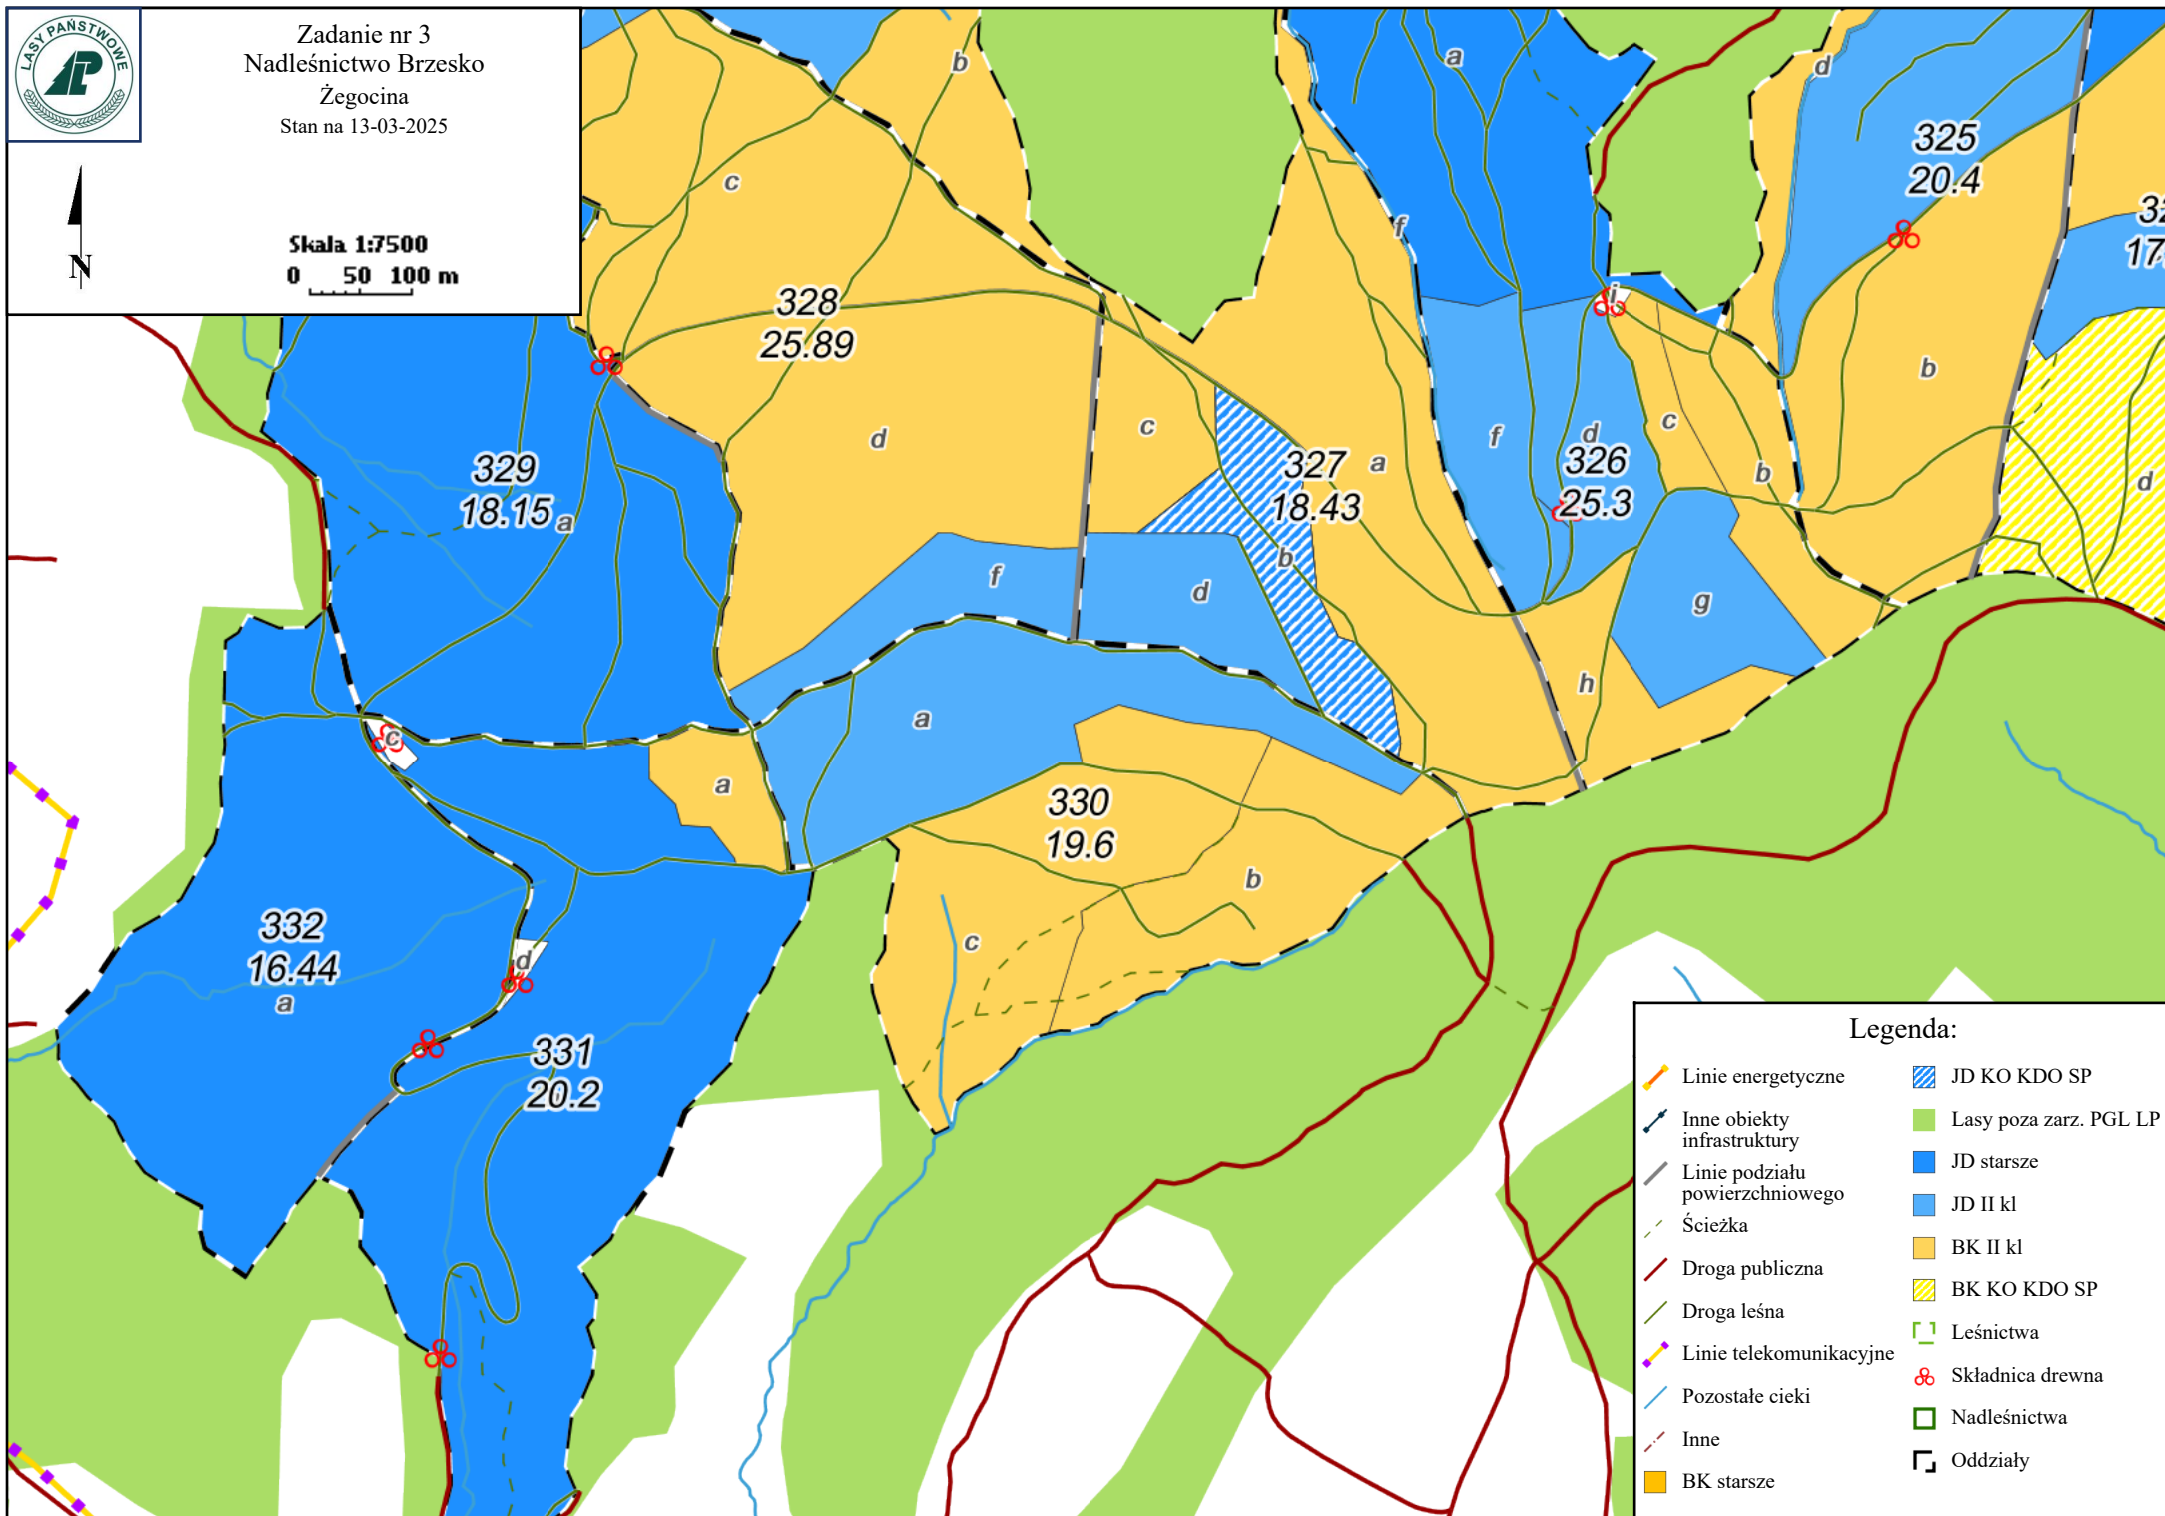 LASY PAŃSTWOWE
LP
Zadanie nr 3
Nadleśnictwo Brzesko
Żegocina
Stan na 13-03-2025
N
Skala 1:7500
0 50 100 m
b
c
a
d
f
325
20.4
i
328
25.89
b
d
c
327
18.43
a
f
d
326
25.3
c
b
d
329
18.15
a
f
d
b
g
h
a
c
a
330
19.6
b
c
332
16.44
a
d
331
20.2
Legenda:
Linie energetyczne
Inne obiekty
infrastruktury
Linie podziału
powierzchniowego
Ścieżka
Droga publiczna
Droga leśna
Linie telekomunikacyjne
Pozostałe cieki
Inne
BK starsze
JD KO KDO SP
Lasy poza zarz. PGL LP
JD starsze
JD II kl
BK II kl
BK KO KDO SP
Leśnictwa
Składnica drewna
Nadleśnictwa
Oddziały